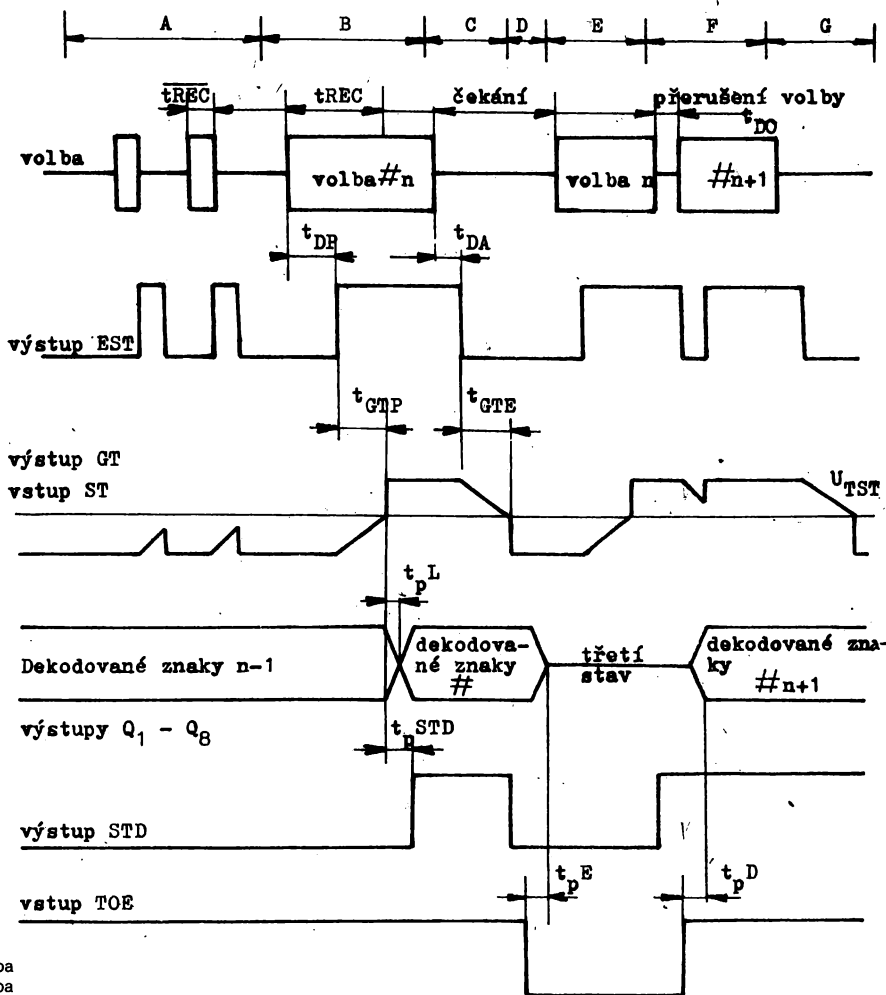 A B C D E F G
tREC tREC čekání přerušení volby
t DO
volba
volba #n
volba n
#n+1
t DP
t DA
výstup EST
t GTP
t GTE
výstup GT
vstup ST
U TST
t p L
Dekodované znaky n-1
dekodova-
né znaky
#
třetí
stav
dekodované zna-
ky
#n+1
výstupy Q1 - Q8
t p STD
výstup STD
t p E
t p D
vstup TOE